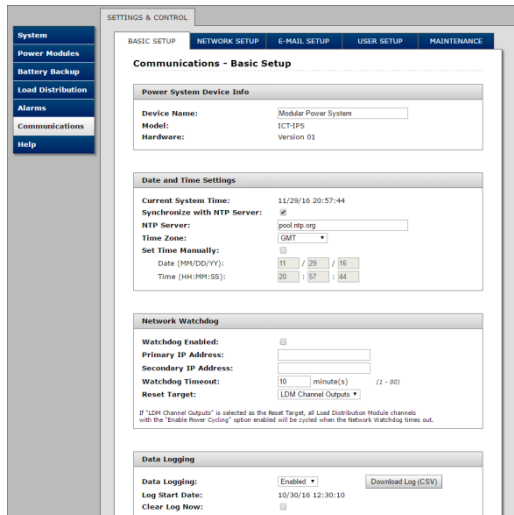 SETTINGS & CONTROL
System
Power Modules
Battery Backup
Load Distribution
Alarms
Communications
Help
BASIC SETUP NETWORK SETUP E-MAIL SETUP USER SETUP MAINTENANCE
Communications - Basic Setup
Power System Device Info
Device Name: Modular Power System
Model: ICT-IPS
Hardware: Version 01
Date and Time Settings
Current System Time: 11/29/16 20:57:44
Synchronize with NTP Server:
NTP Server: pool.ntp.org
Time Zone: GMT
Set Time Manually:
Date (MM/DD/YY): 11 / 29 / 16
Time (HH:MM:SS): 20 : 57 : 44
Network Watchdog
Watchdog Enabled:
Primary IP Address:
Secondary IP Address:
Watchdog Timeout: 10 minute(s) (1 - 60)
Reset Target: LDM Channel Outputs
If "LDM Channel Outputs" is selected as the Reset Target, all Load Distribution Module channels
with the "Enable Power Cycling" option enabled will be cycled when the Network Watchdog times out.
Data Logging
Data Logging: Enabled Download Log (CSV)
Log Start Date: 10/30/16 12:30:10
Clear Log Now: